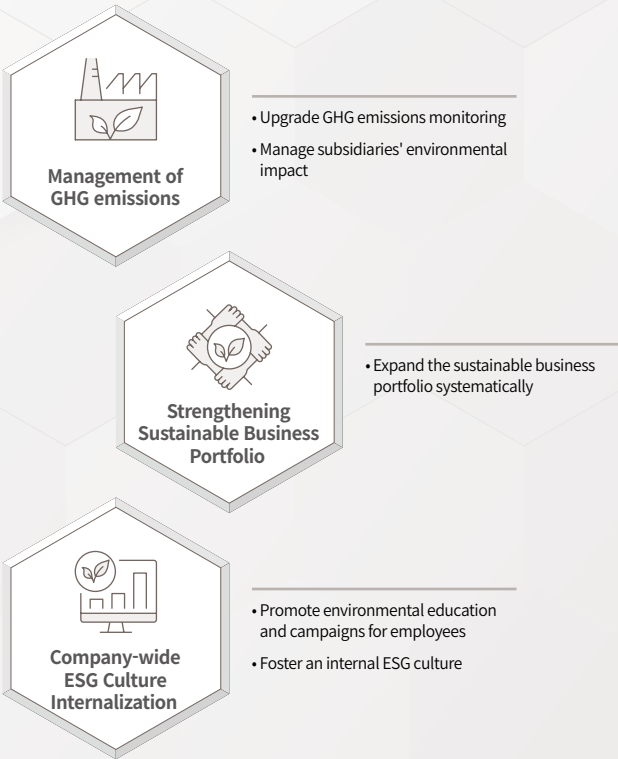 Management of
GHG emissions
• Upgrade GHG emissions monitoring
• Manage subsidiaries' environmental
impact
Strengthening
Sustainable Business
Portfolio
• Expand the sustainable business
portfolio systematically
Company-wide
ESG Culture
Internalization
• Promote environmental education
and campaigns for employees
• Foster an internal ESG culture